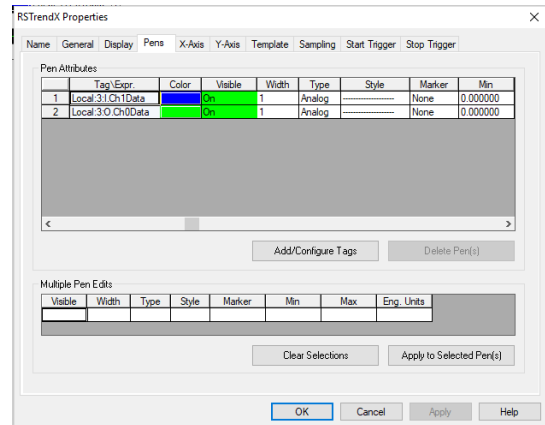 RSTrendX Properties
Name General Display Pens X-Axis Y-Axis Template Sampling Start Trigger Stop Trigger
Pen Attributes
Tag\Expr. Color Visible Width Type Style Marker Min
1 Local:3:I.Ch1Data On 1 Analog None 0.000000
2 Local:3:O.Ch0Data On 1 Analog None 0.000000
Add/Configure Tags Delete Pen(s)
Multiple Pen Edits
Visible Width Type Style Marker Min Max Eng. Units
Clear Selections Apply to Selected Pen(s)
OK Cancel Apply Help